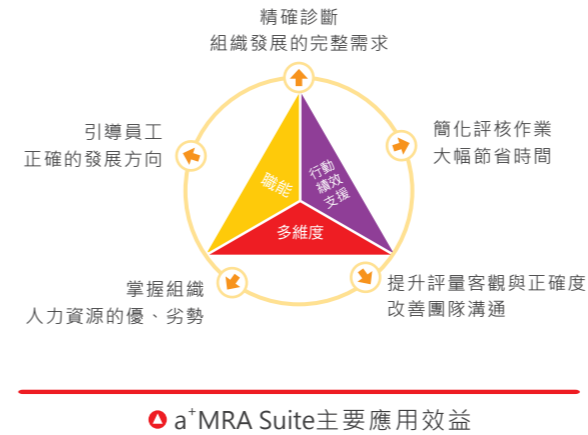 精確診斷
組織發展的完整需求
引導員工
正確的發展方向
簡化評核作業
大幅節省時間
職能
行動
績效
支援
多維度
掌握組織
人力資源的優、劣勢
提升評量客觀與正確度
改善團隊溝通
a⁺MRA Suite主要應用效益